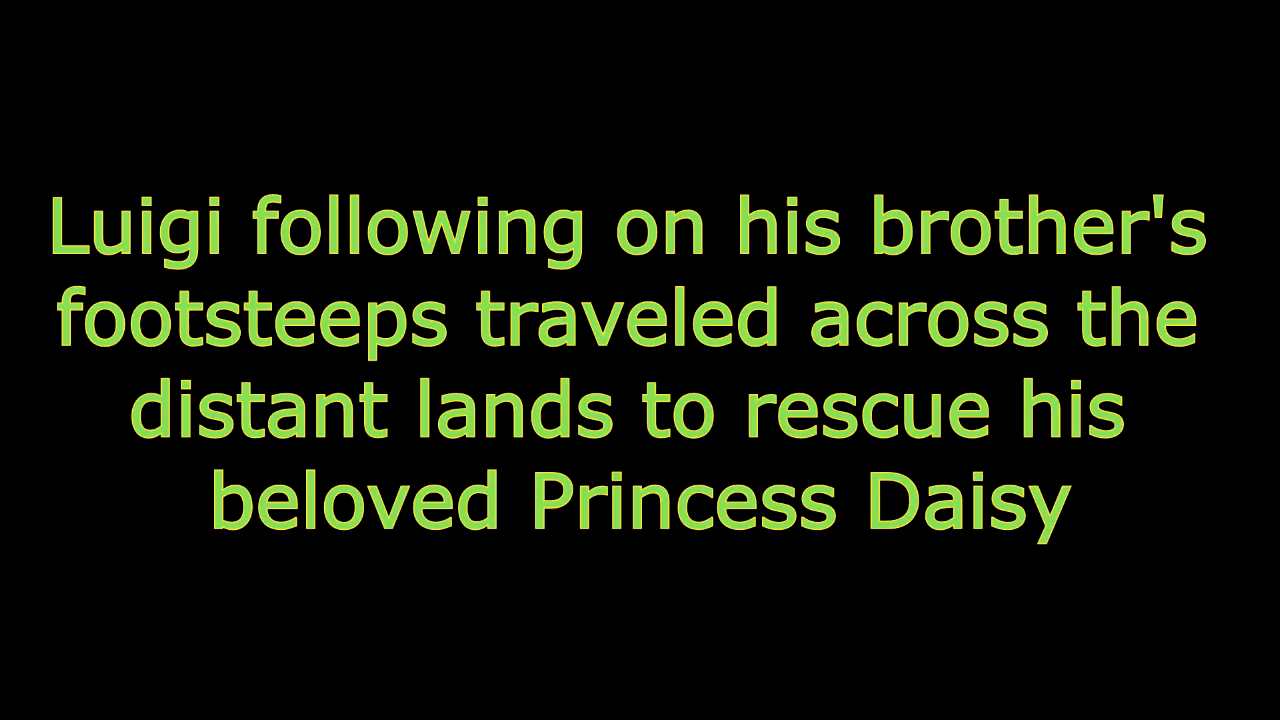 Luigi following on his brother's
footsteeps traveled across the
distant lands to rescue his
beloved Princess Daisy